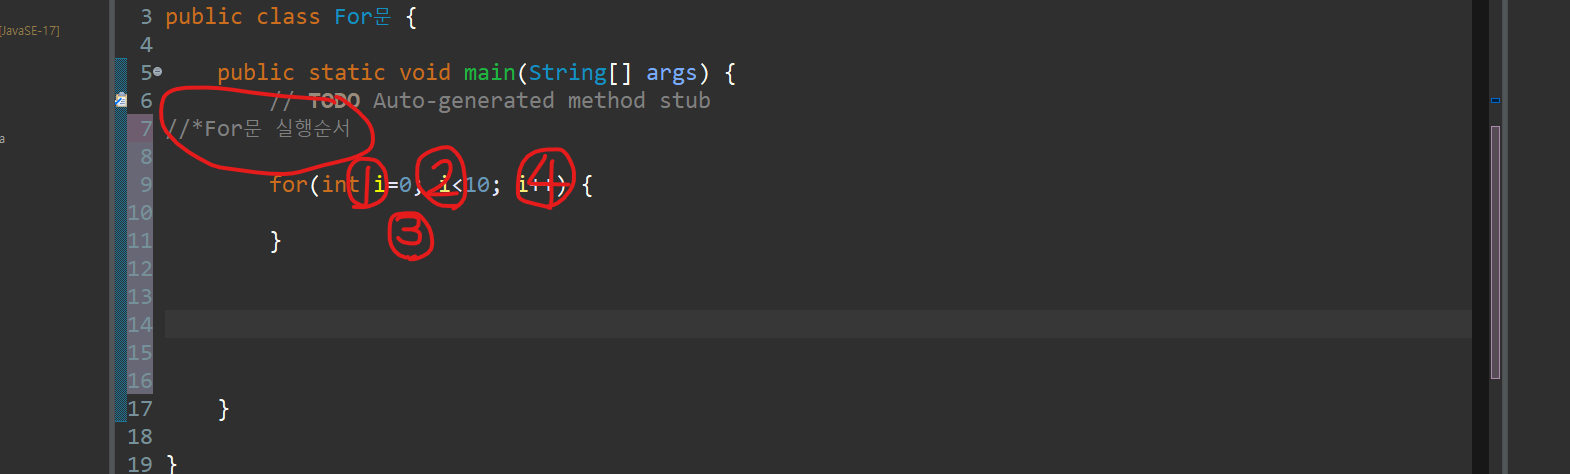 [JavaSE-17]
a
3 public class For문 {
4
5 public static void main(String[] args) {
6 // TODO Auto-generated method stub
7 //*For문 실행순서
8
9 for(int i=0; i<10; i++) {
1 2 4
10
3
11 }
12
13
14
15
16
17 }
18
19 }